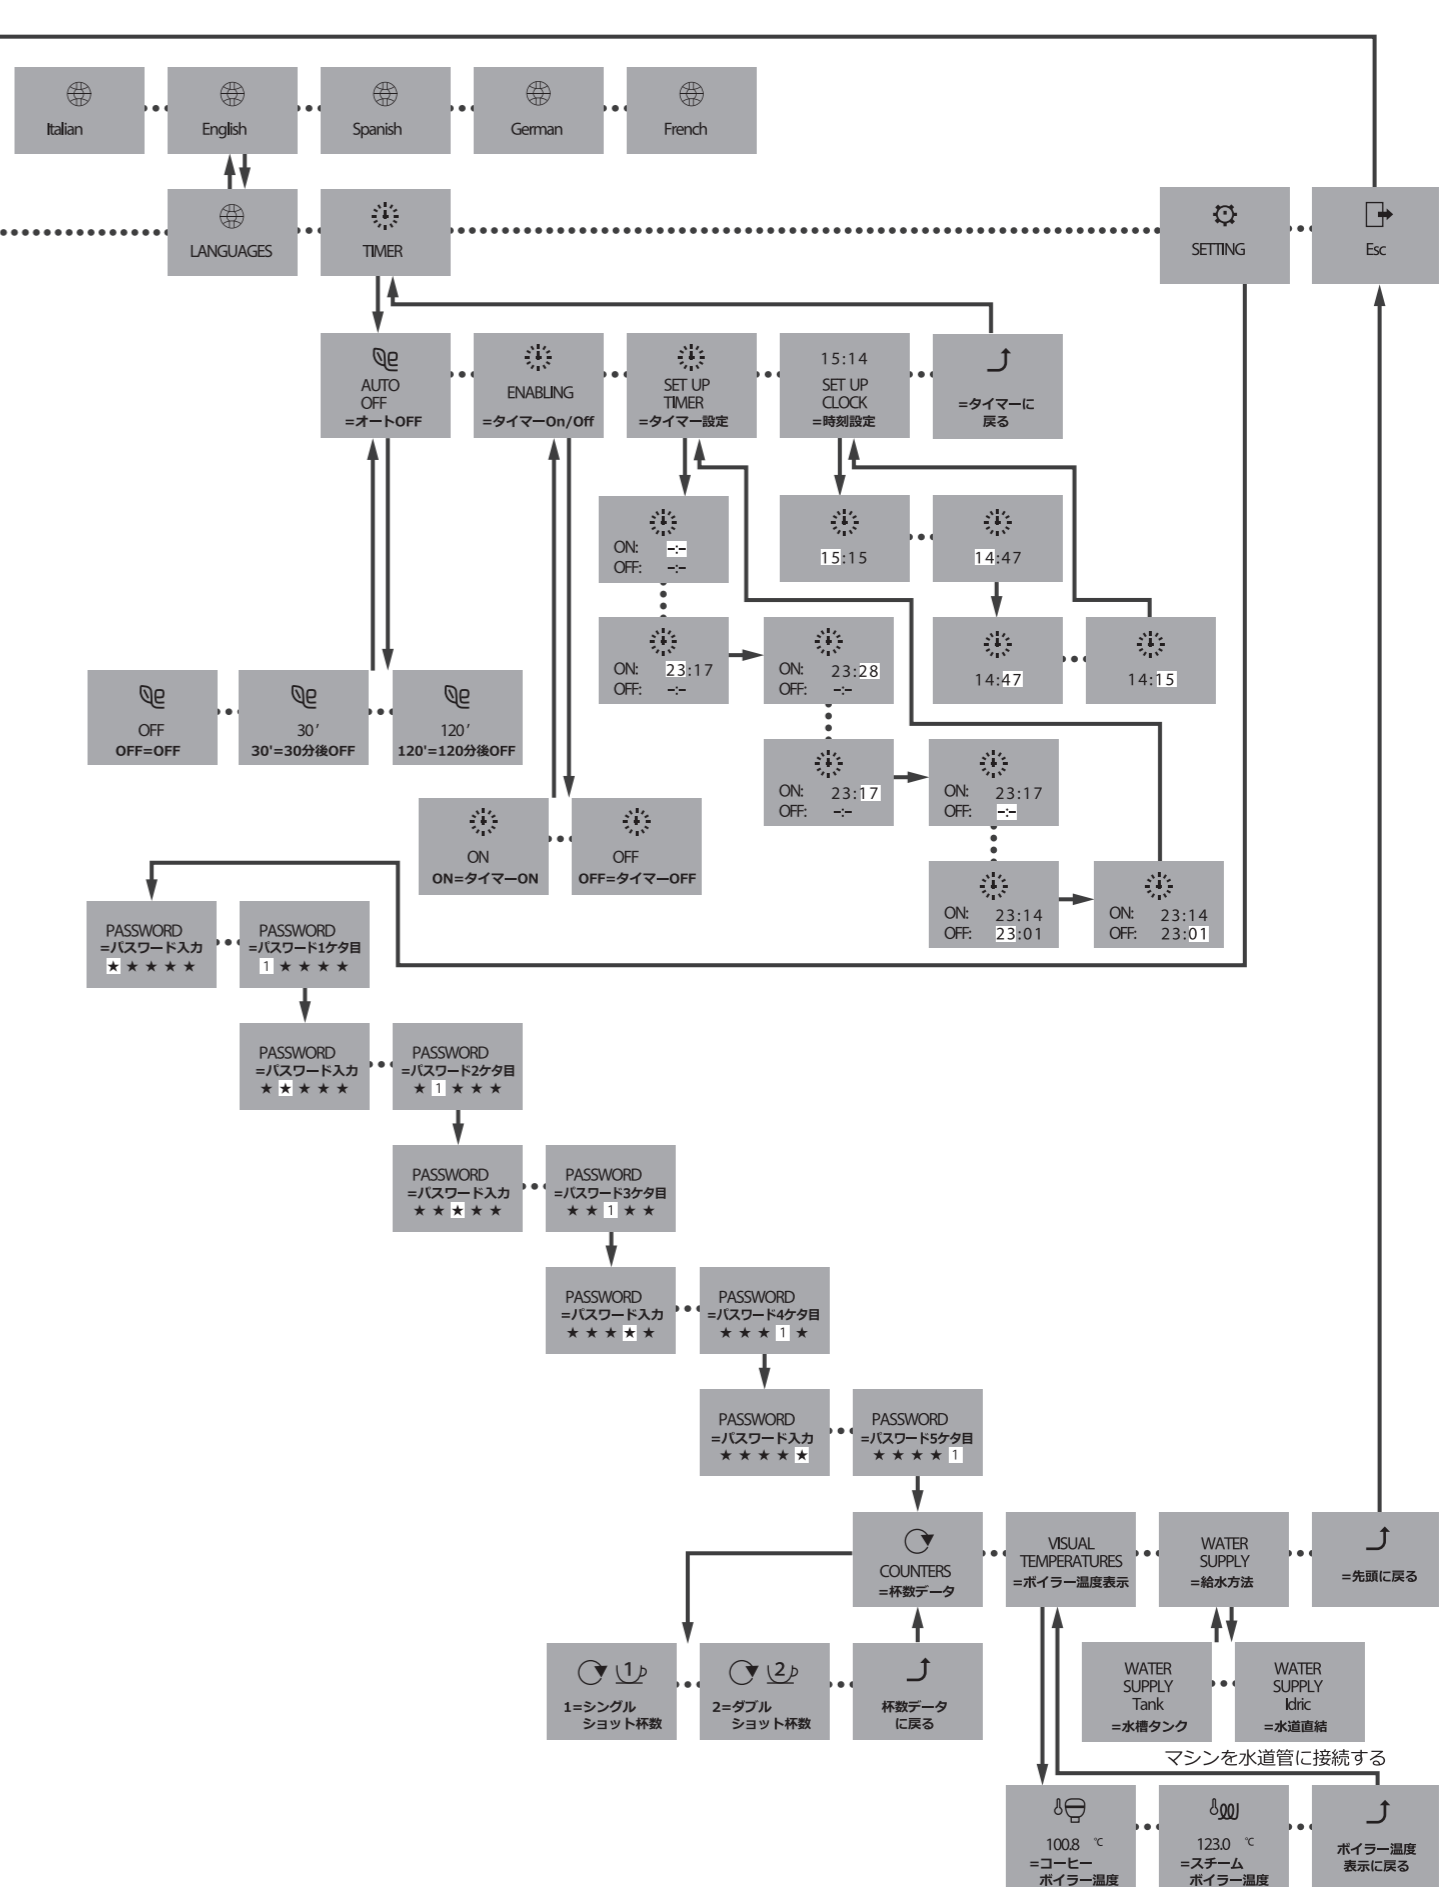 Italian
English
Spanish
German
French
LANGUAGES
TIMER
SETTING
Esc
AUTO
OFF
=オートOFF
ENABLING
=タイマーOn/Off
SET UP
TIMER
=タイマー設定
15:14
SET UP
CLOCK
=時刻設定
=タイマーに
戻る
ON: -:-
OFF: -:-
15:15
14:47
ON: 23:17
OFF: -:-
ON: 23:28
OFF: -:-
14:47
14:15
OFF
OFF=OFF
30′
30'=30分後OFF
120′
120'=120分後OFF
ON: 23:17
OFF: -:-
ON: 23:17
OFF: -:-
ON
ON=タイマーON
OFF
OFF=タイマーOFF
ON: 23:14
OFF: 23:01
ON: 23:14
OFF: 23:01
PASSWORD
=パスワード入力
★ ★ ★ ★ ★
PASSWORD
=パスワード1ケタ目
1 ★ ★ ★ ★
PASSWORD
=パスワード入力
★ ★ ★ ★ ★
PASSWORD
=パスワード2ケタ目
★ 1 ★ ★ ★
PASSWORD
=パスワード入力
★ ★ ★ ★ ★
PASSWORD
=パスワード3ケタ目
★ ★ 1 ★ ★
PASSWORD
=パスワード入力
★ ★ ★ ★ ★
PASSWORD
=パスワード4ケタ目
★ ★ ★ 1 ★
PASSWORD
=パスワード入力
★ ★ ★ ★ ★
PASSWORD
=パスワード5ケタ目
★ ★ ★ ★ 1
COUNTERS
=杯数データ
VISUAL
TEMPERATURES
=ボイラー温度表示
WATER
SUPPLY
=給水方法
=先頭に戻る
1
1=シングル
ショット杯数
2
2=ダブル
ショット杯数
杯数データ
に戻る
WATER
SUPPLY
Tank
=水槽タンク
WATER
SUPPLY
Idric
=水道直結
マシンを水道管に接続する
100.8 ℃
=コーヒー
ボイラー温度
123.0 ℃
=スチーム
ボイラー温度
ボイラー温度
表示に戻る